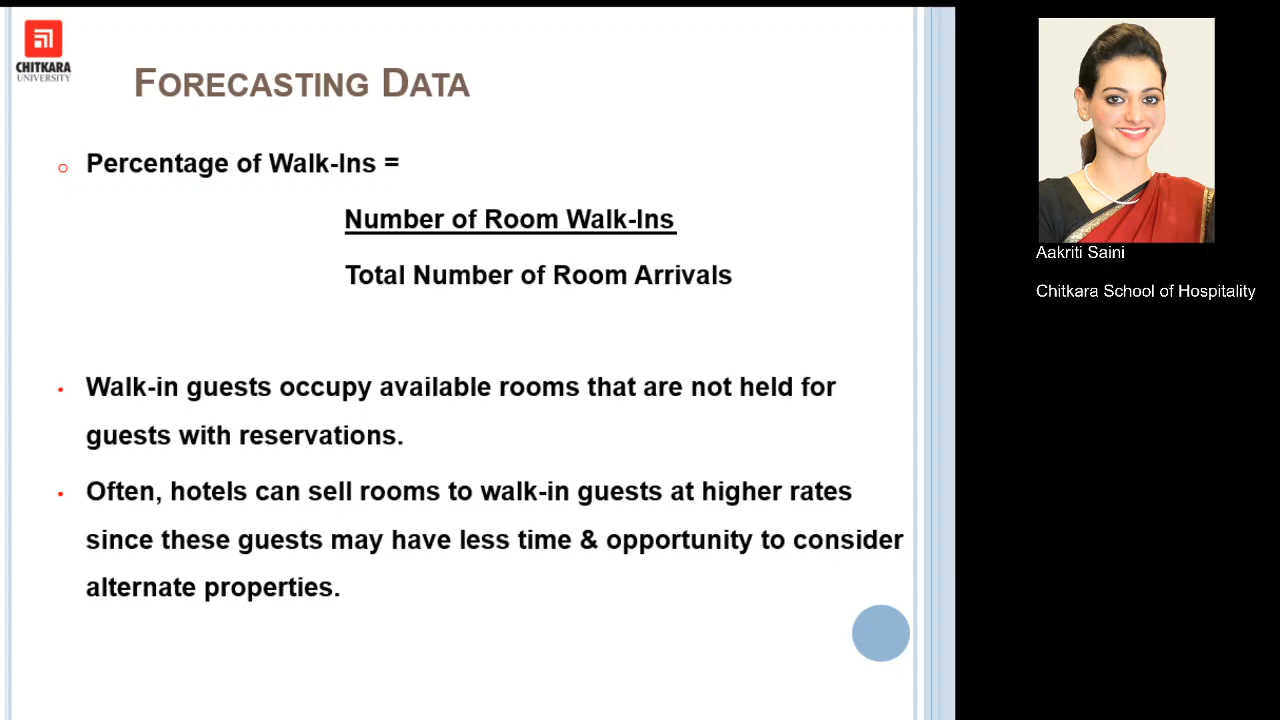 CHITKARA
UNIVERSITY
FORECASTING DATA
Percentage of Walk-Ins =
Number of Room Walk-Ins
Total Number of Room Arrivals
Walk-in guests occupy available rooms that are not held for
guests with reservations.
Often, hotels can sell rooms to walk-in guests at higher rates
since these guests may have less time & opportunity to consider
alternate properties.
Aakriti Saini
Chitkara School of Hospitality